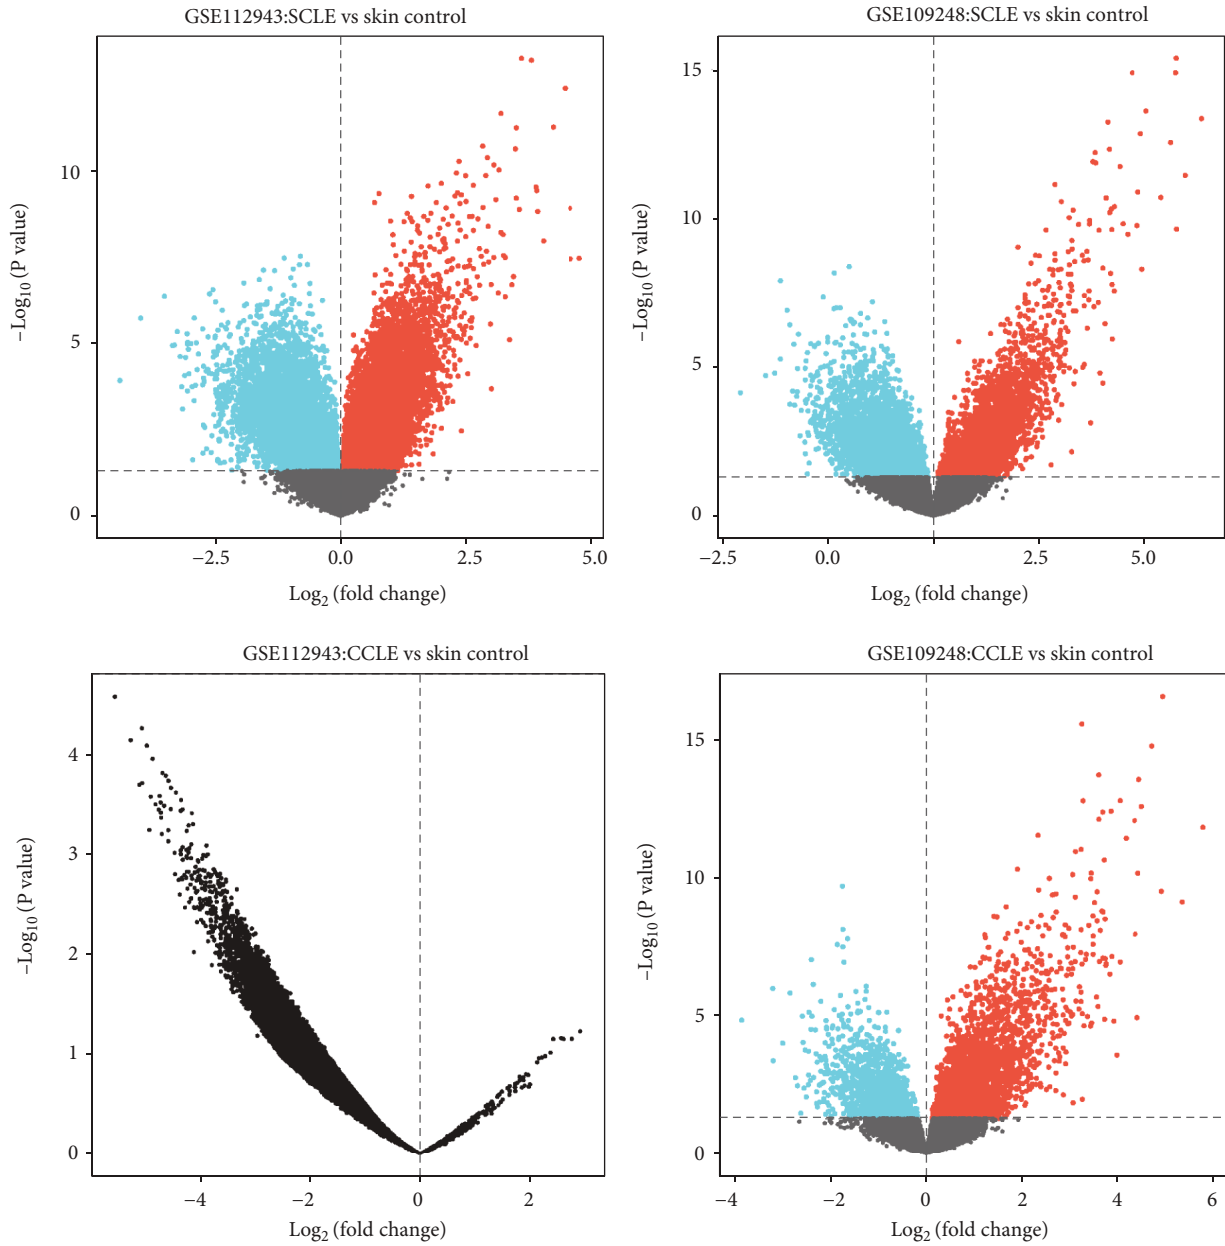 GSE112943:SCLE vs skin control
10
5
0
−Log10 (P value)
−2.5
0.0
2.5
5.0
Log2 (fold change)
GSE109248:SCLE vs skin control
15
10
5
0
−Log10 (P value)
−2.5
0.0
2.5
5.0
Log2 (fold change)
GSE112943:CCLE vs skin control
4
3
2
1
0
−Log10 (P value)
−4
−2
0
2
Log2 (fold change)
GSE109248:CCLE vs skin control
15
10
5
0
−Log10 (P value)
−4
−2
0
2
4
6
Log2 (fold change)